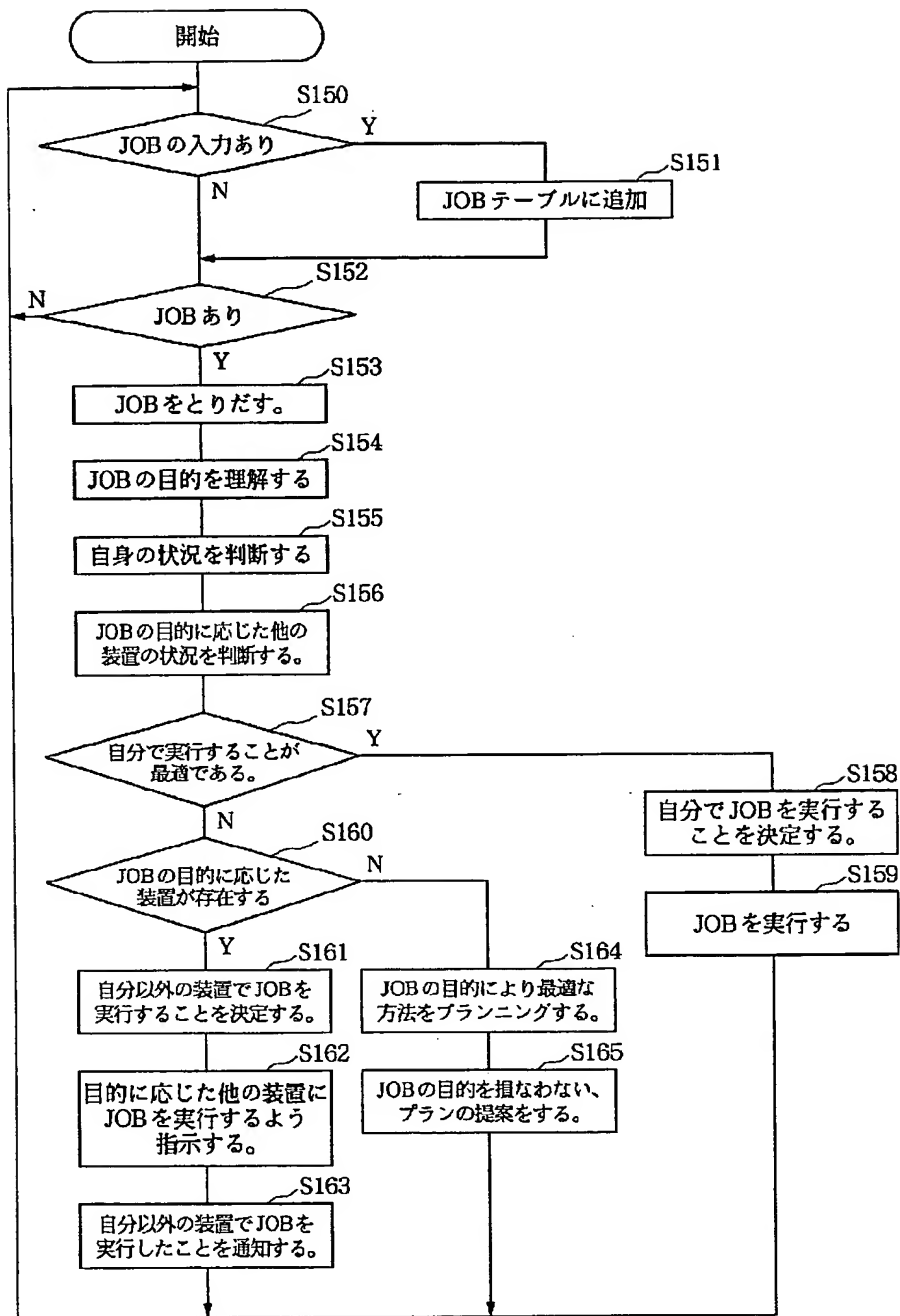 開始
S150
JOBの入力あり
Y
N
S151
JOBテーブルに追加
S152
N
JOBあり
Y
S153
JOBをとりだす。
S154
JOBの目的を理解する
S155
自身の状況を判断する
S156
JOBの目的に応じた他の
装置の状況を判断する。
S157
自分で実行することが
最適である。
Y
N
S158
自分でJOBを実行する
ことを決定する。
S159
JOBを実行する
S160
JOBの目的に応じた
装置が存在する
N
Y
S161
自分以外の装置でJOBを
実行することを決定する。
S162
目的に応じた他の装置に
JOBを実行するよう
指示する。
S163
自分以外の装置でJOBを
実行したことを通知する。
S164
JOBの目的により最適な
方法をプランニングする。
S165
JOBの目的を損なわない、
プランの提案をする。